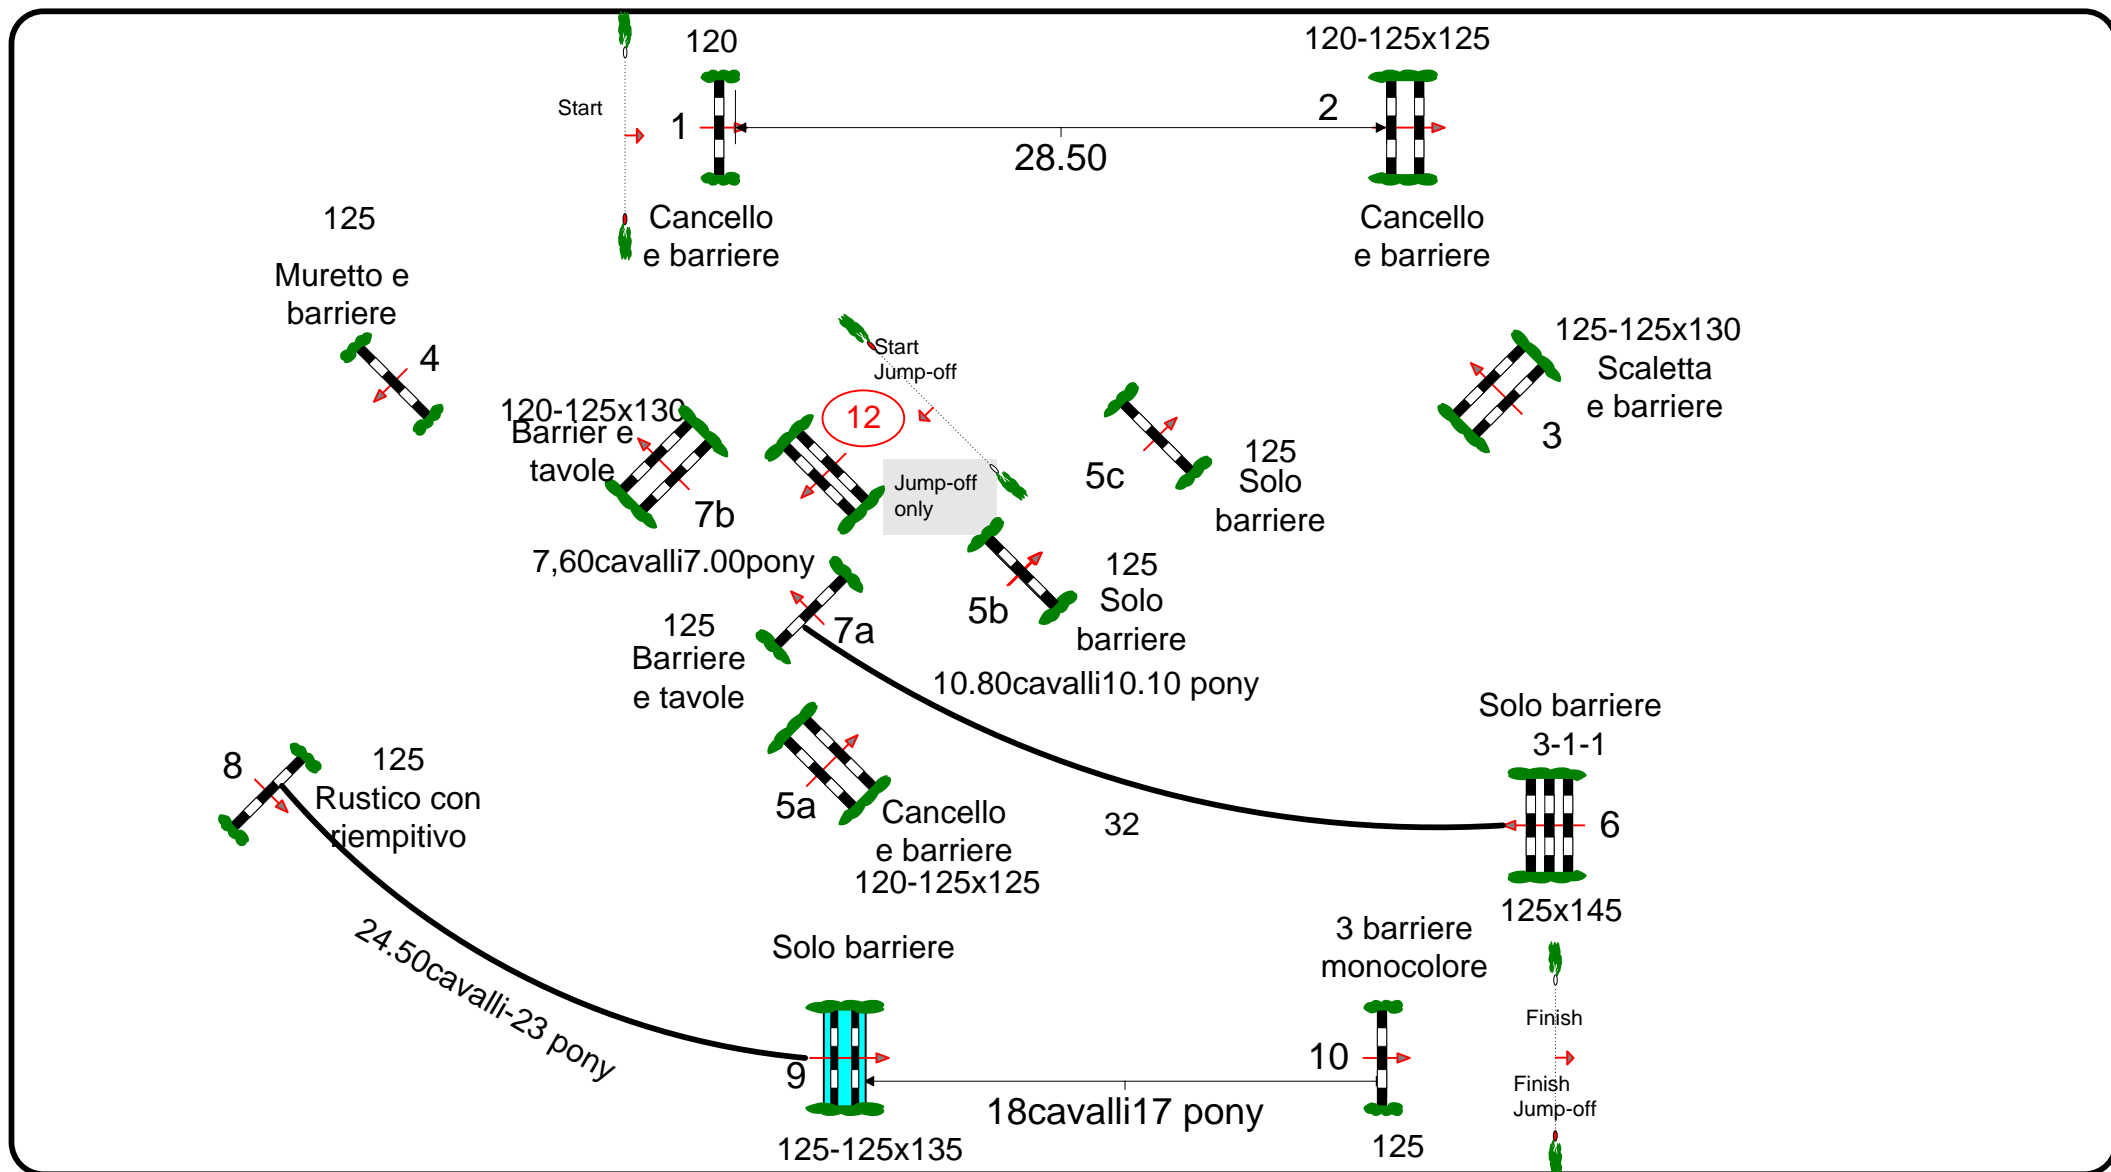 120
120-125x125
Start
1
2
28.50
Cancello
e barriere
Cancello
e barriere
125
Muretto e
barriere
4
Start
Jump-off
125-125x130
Scaletta
e barriere
3
12
120-125x130
Barrier e
tavole
7b
Jump-off
only
5c
125
Solo
barriere
7,60cavalli7.00pony
5b
125
Solo
barriere
125
Barriere
e tavole
7a
10.80cavalli10.10 pony
Solo barriere
3-1-1
8
125
Rustico con
riempitivo
5a
Cancello
e barriere
120-125x125
32
6
125x145
24.50cavalli-23 pony
Solo barriere
3 barriere
monocolore
Finish
9
10
Finish
Jump-off
18cavalli17 pony
125-125x135
125